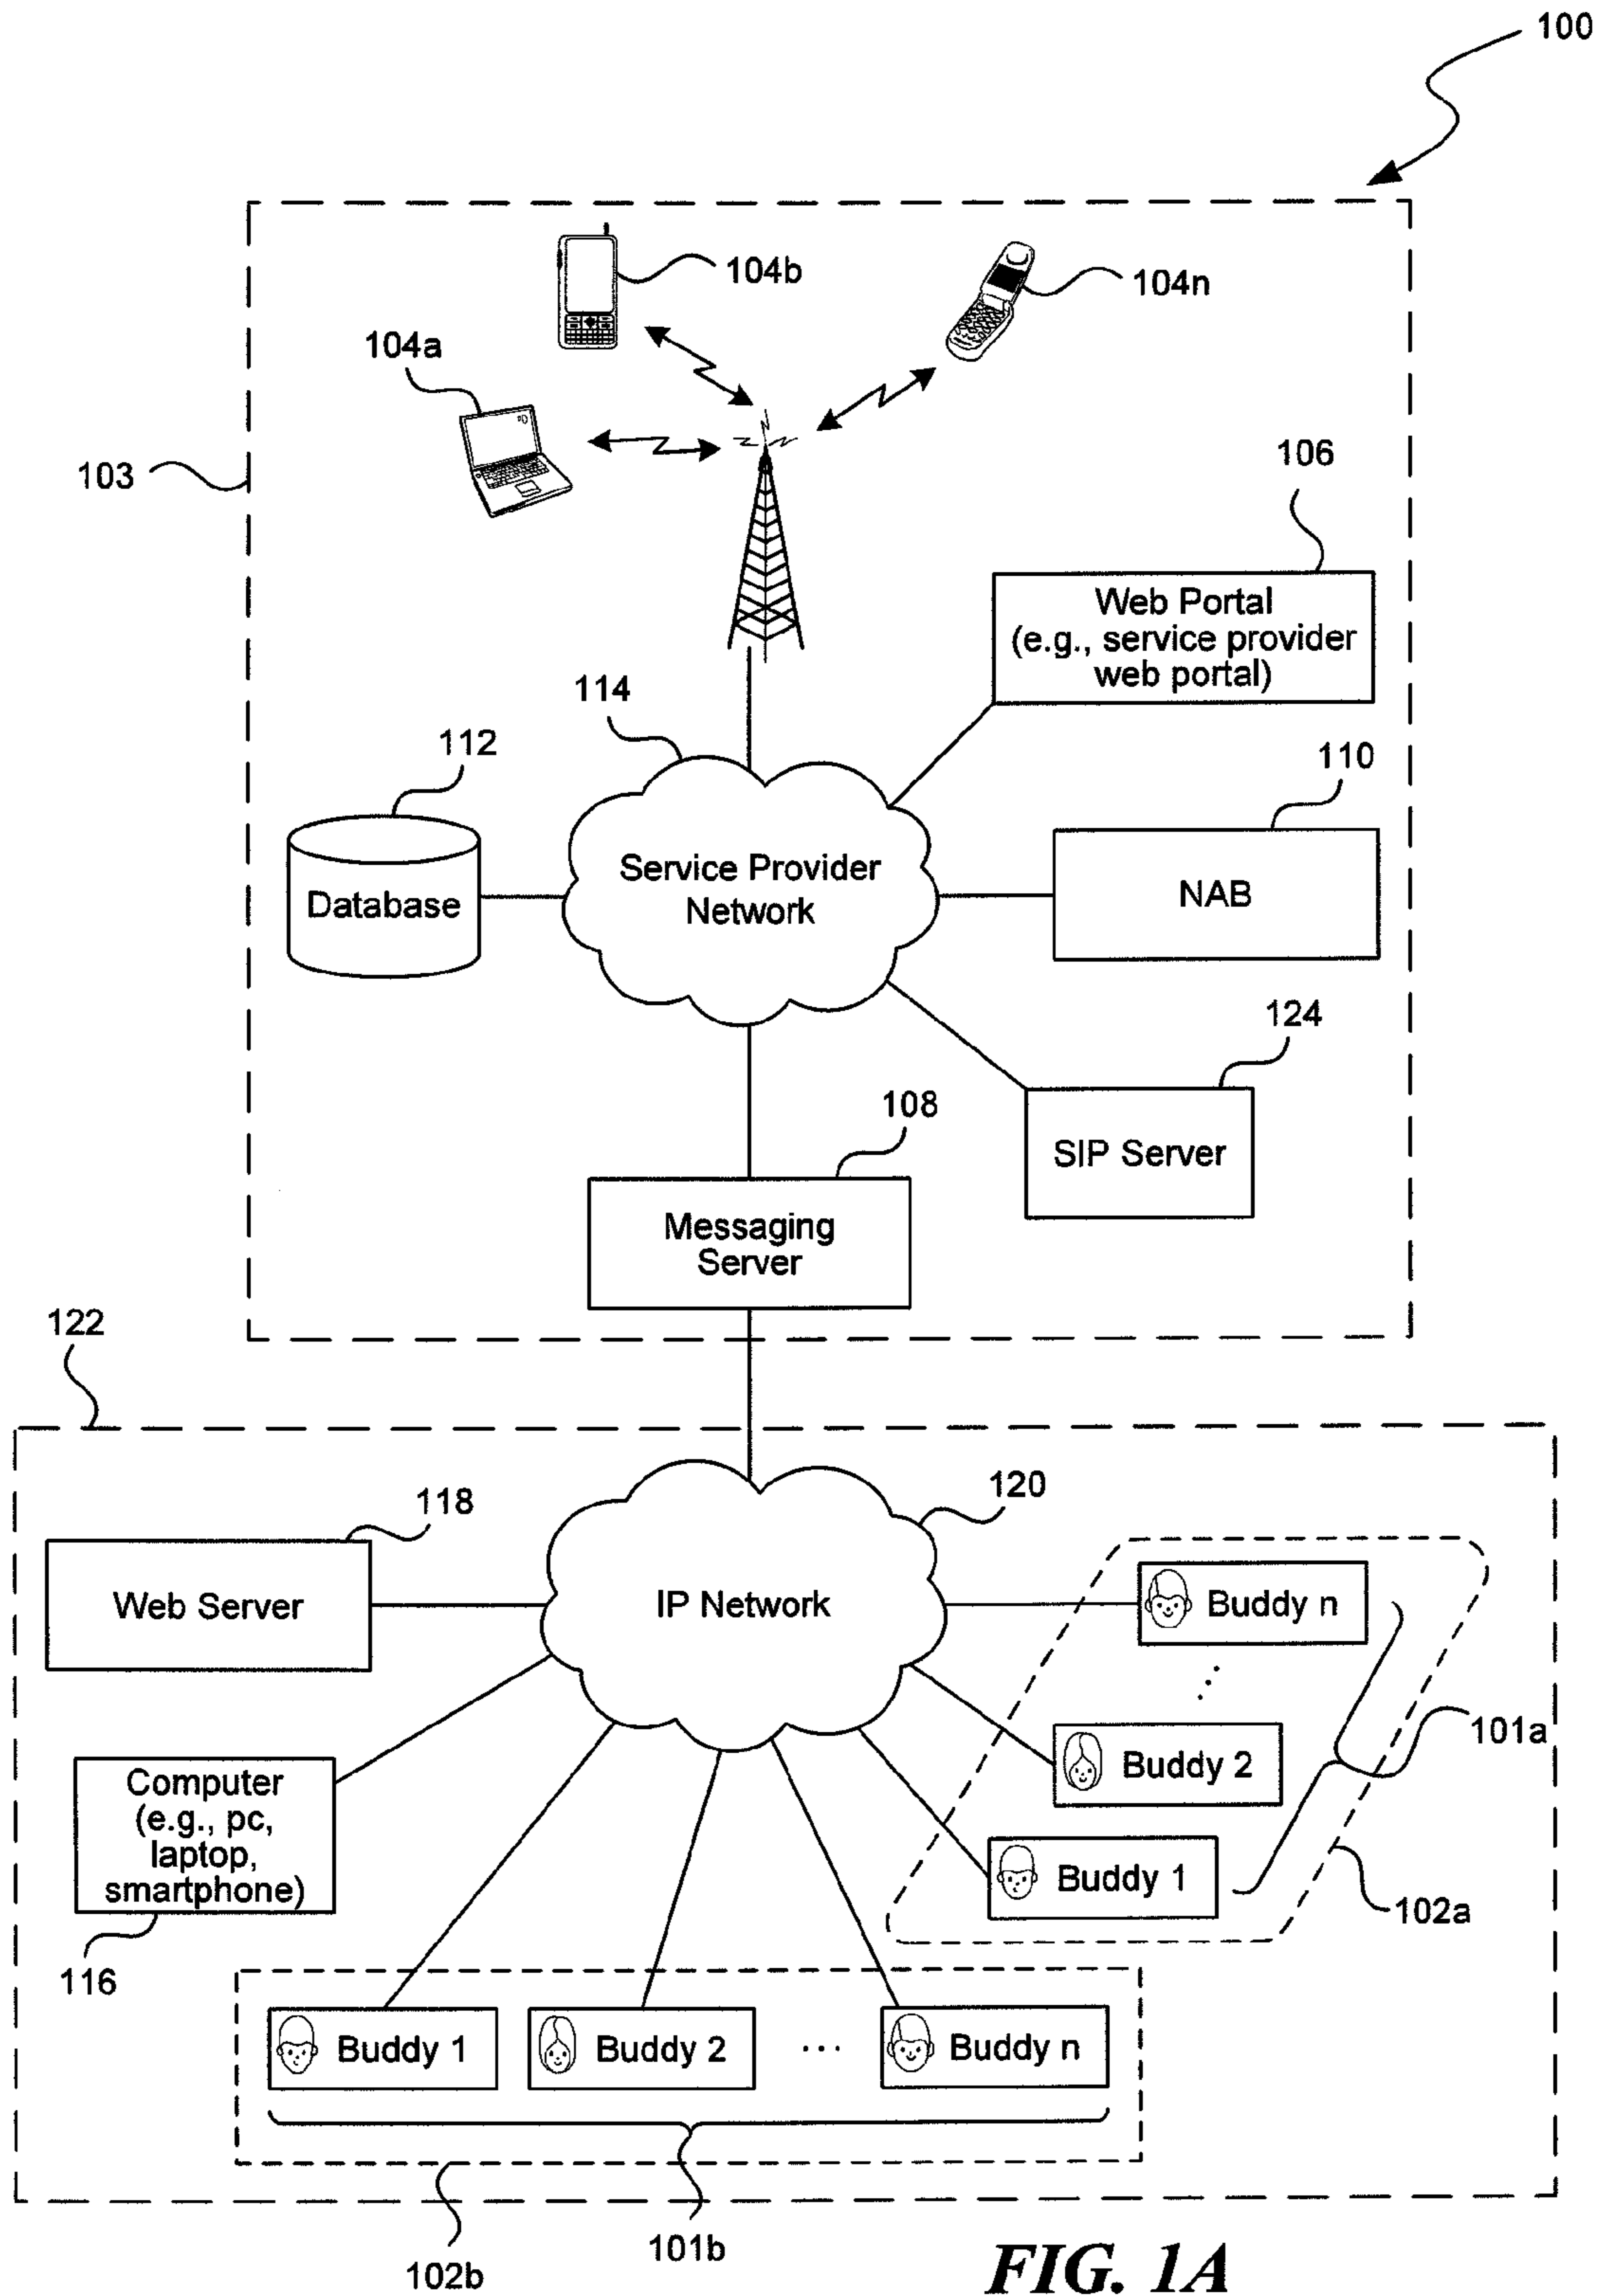 100
104b
104n
104a
103
106
Web Portal
(e.g., service provider
web portal)
114
112
110
Service Provider
Network
Database
NAB
124
108
SIP Server
Messaging
Server
122
120
118
Web Server
IP Network
Buddy n
101a
Buddy 2
Computer
(e.g., pc,
laptop,
smartphone)
Buddy 1
102a
116
Buddy 1
Buddy 2
...
Buddy n
101b
102b
FIG. 1A